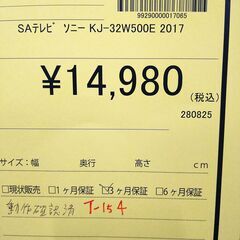 99290000017065
SAテレビ ソニー KJ-32W500E 2017
¥14,980
(税込)
280825
サイズ:幅 奥行 高さ cm
□現状販売 □1ヶ月保証 ☑3ヶ月保証 □6ヶ月保証
動作確認済 T-154